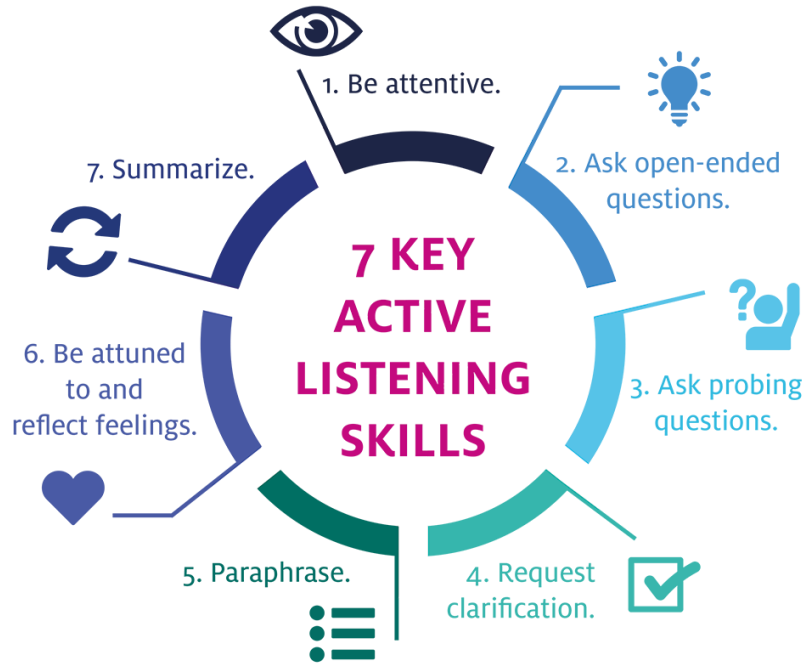 7 KEY
ACTIVE
LISTENING
SKILLS
1. Be attentive.
2. Ask open-ended
questions.
3. Ask probing
questions.
4. Request
clarification.
5. Paraphrase.
6. Be attuned
to and
reflect feelings.
7. Summarize.